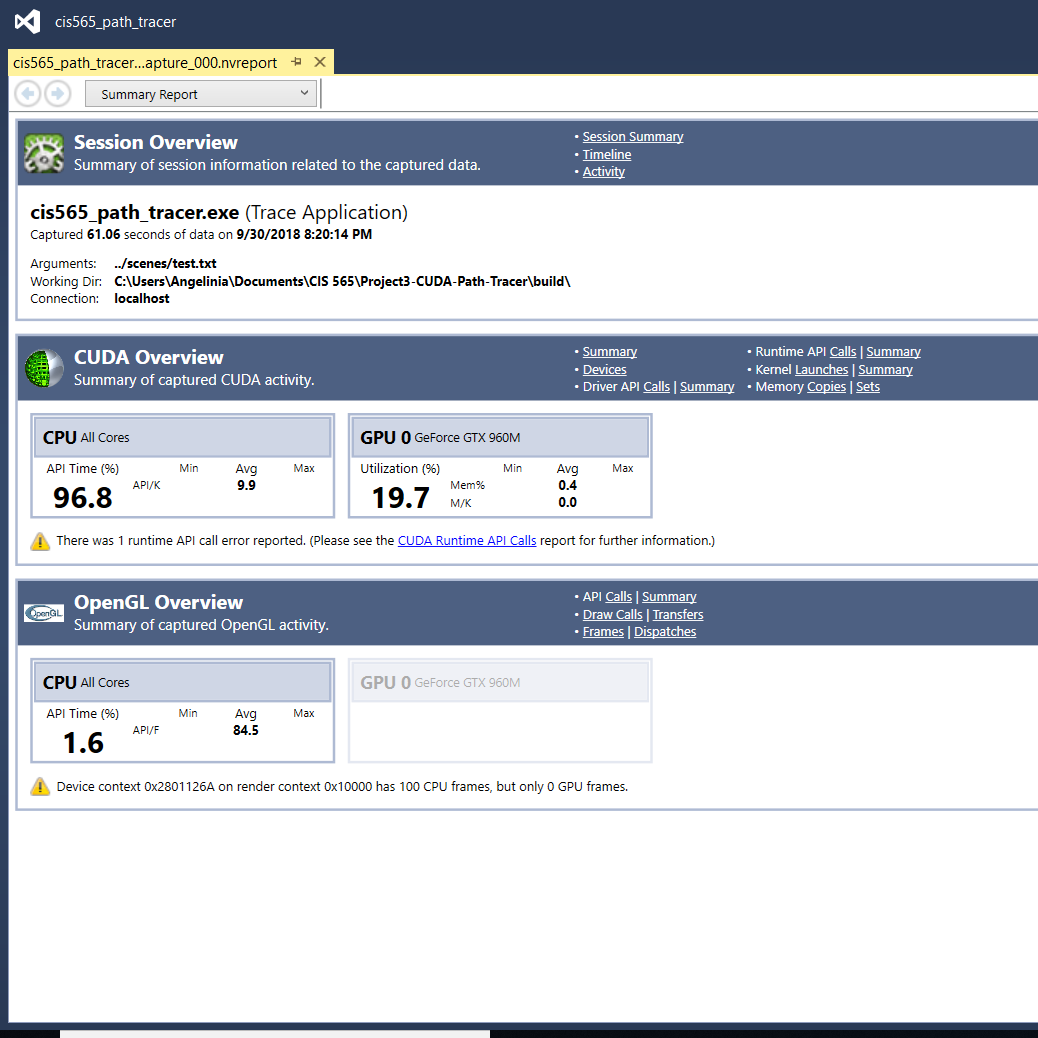 cis565_path_tracer
cis565_path_tracer...apture_000.nvreport
Summary Report
Session Overview
Summary of session information related to the captured data.
• Session Summary
• Timeline
• Activity
cis565_path_tracer.exe (Trace Application)
Captured 61.06 seconds of data on 9/30/2018 8:20:14 PM
Arguments: ../scenes/test.txt
Working Dir: C:\Users\Angelinia\Documents\CIS 565\Project3-CUDA-Path-Tracer\build\
Connection: localhost
CUDA Overview
Summary of captured CUDA activity.
• Summary
• Devices
• Driver API Calls | Summary
• Runtime API Calls | Summary
• Kernel Launches | Summary
• Memory Copies | Sets
CPU All Cores
API Time (%) Min Avg Max
96.8 API/K 9.9
GPU 0 GeForce GTX 960M
Utilization (%) Min Avg Max
Mem% 0.4
19.7 M/K 0.0
There was 1 runtime API call error reported. (Please see the CUDA Runtime API Calls report for further information.)
OpenGL
OpenGL Overview
Summary of captured OpenGL activity.
• API Calls | Summary
• Draw Calls | Transfers
• Frames | Dispatches
CPU All Cores
API Time (%) Min Avg Max
1.6 API/F 84.5
GPU 0 GeForce GTX 960M
Device context 0x2801126A on render context 0x10000 has 100 CPU frames, but only 0 GPU frames.